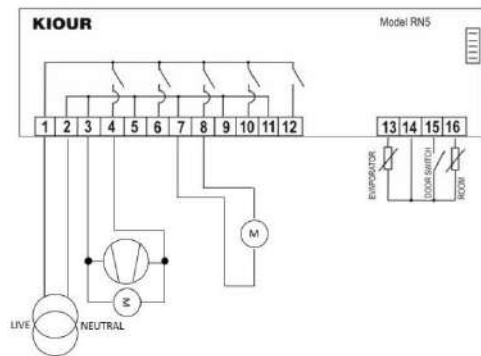 KIOUR
Model RN5
1 2 3 4 5 6 7 8 9 10 11 12
13 14 15 16
EVAPORATOR
DOOR SWITCH
ROOM
M
M
LIVE
NEUTRAL